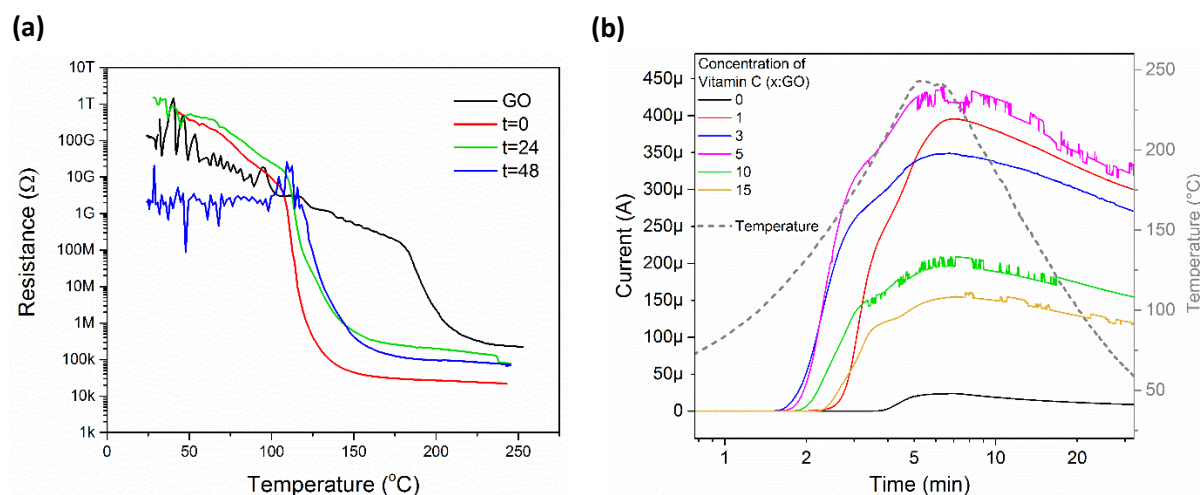 (a)
10T
1T
100G
10G
1G
100M
10M
1M
100k
10k
1k
0
50
100
150
200
250
Resistance (Ω)
Temperature (°C)
GO
t=0
t=24
t=48
(b)
Concentration of
Vitamin C (x:GO)
0
1
3
5
10
15
Temperature
450µ
400µ
350µ
300µ
250µ
200µ
150µ
100µ
50µ
0
Current (A)
1
2
5
10
20
Time (min)
250
200
150
100
50
Temperature (°C)